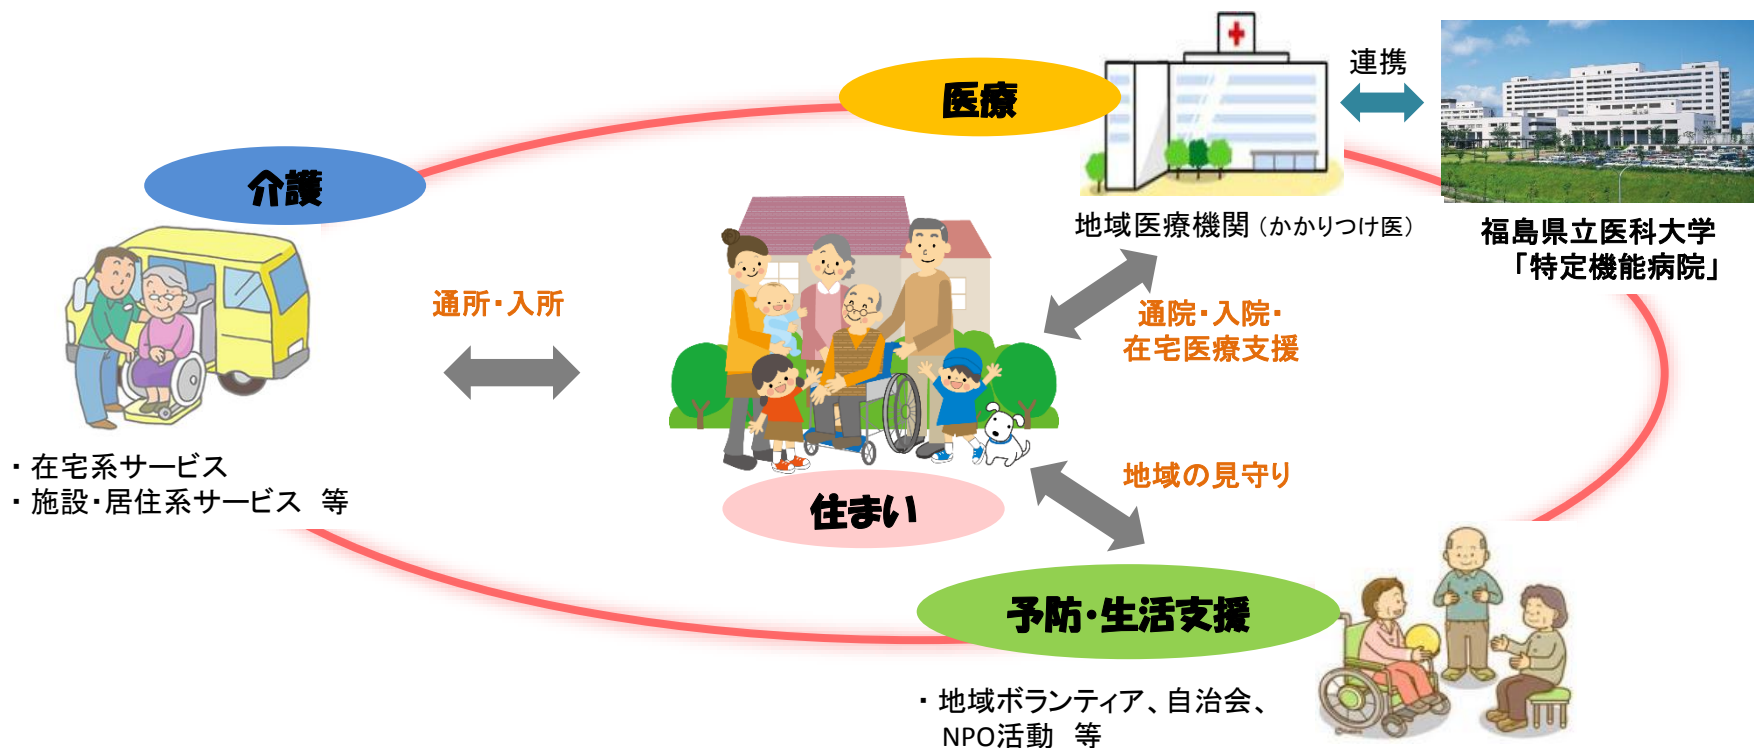 医療
連携
介護
地域医療機関（かかりつけ医）
福島県立医科大学
「特定機能病院」
通所・入所
通院・入院・
在宅医療支援
・在宅系サービス
・施設・居住系サービス　等
地域の見守り
住まい
予防・生活支援
・地域ボランティア、自治会、
NPO活動　等